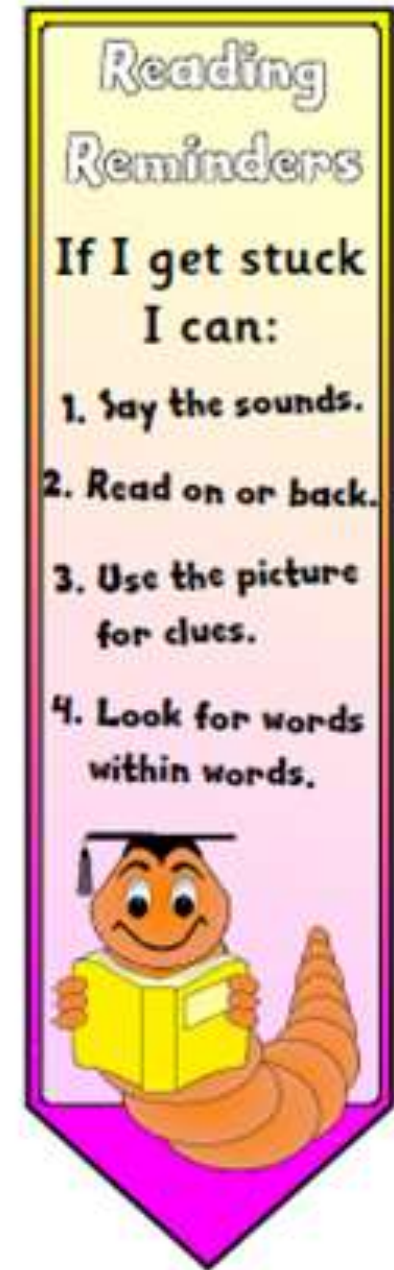 Reading
Reminders
If I get stuck
I can:
1. Say the sounds.
2. Read on or back.
3. Use the picture
for clues.
4. Look for words
within words.